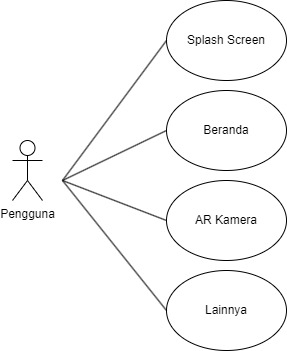 Splash Screen
Beranda
Pengguna
AR Kamera
Lainnya